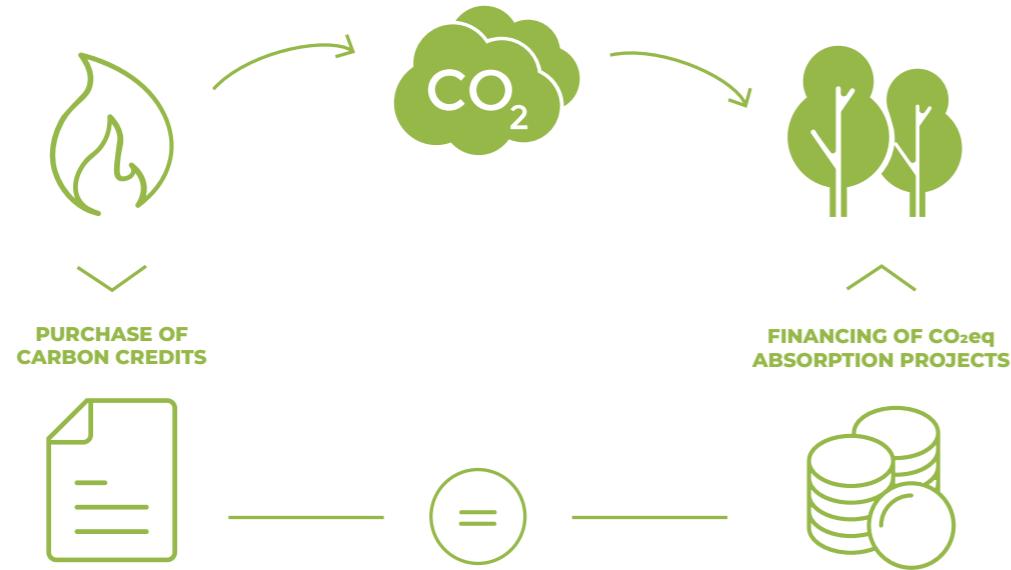 CO₂
PURCHASE OF
CARBON CREDITS
FINANCING OF CO₂eq
ABSORPTION PROJECTS
=